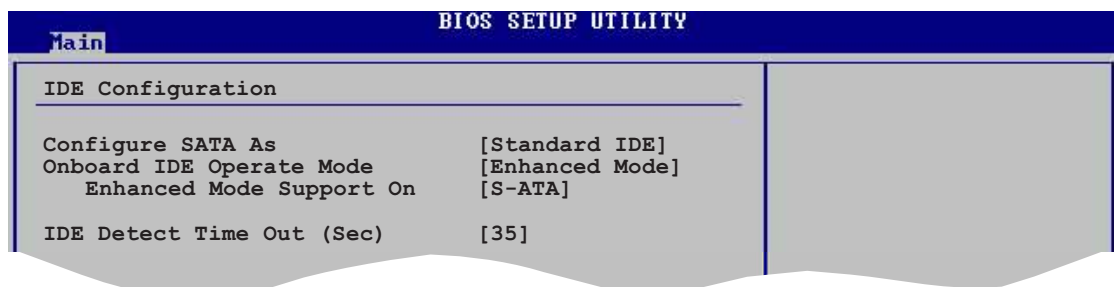 BIOS SETUP UTILITY
Main
IDE Configuration
Configure SATA As [Standard IDE]
Onboard IDE Operate Mode [Enhanced Mode]
Enhanced Mode Support On [S-ATA]
IDE Detect Time Out (Sec) [35]